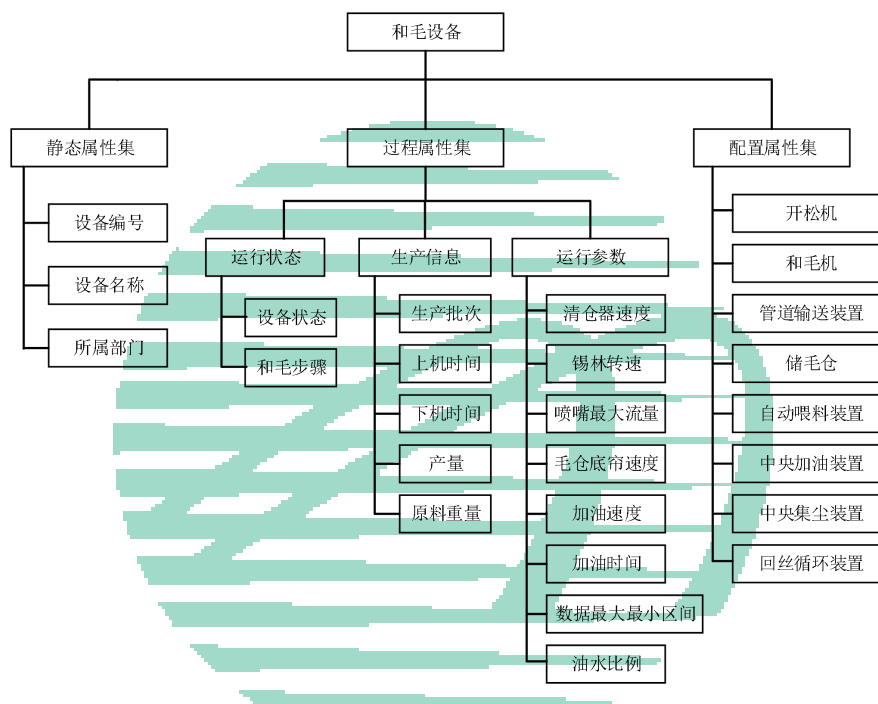 和毛设备
静态属性集
过程属性集
配置属性集
设备编号
设备名称
所属部门
运行状态
设备状态
和毛步骤
生产信息
生产批次
上机时间
下机时间
产量
原料重量
运行参数
清仓器速度
锡林转速
喷嘴最大流量
毛仓底帘速度
加油速度
加油时间
数据最大最小区间
油水比例
开松机
和毛机
管道输送装置
储毛仓
自动喂料装置
中央加油装置
中央集尘装置
回丝循环装置